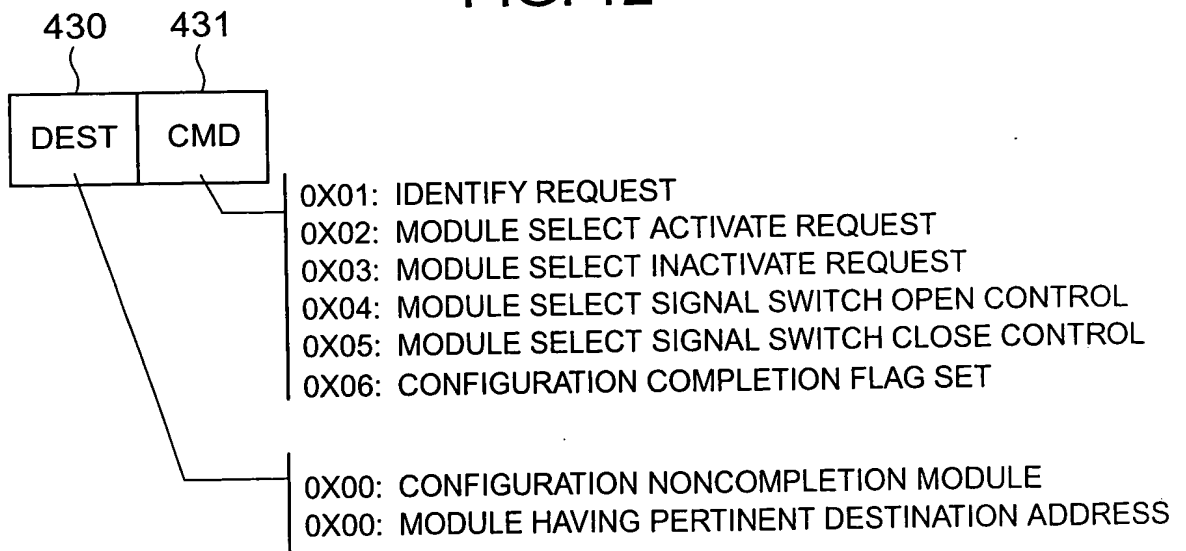 430 431
DEST CMD
0X01: IDENTIFY REQUEST
0X02: MODULE SELECT ACTIVATE REQUEST
0X03: MODULE SELECT INACTIVATE REQUEST
0X04: MODULE SELECT SIGNAL SWITCH OPEN CONTROL
0X05: MODULE SELECT SIGNAL SWITCH CLOSE CONTROL
0X06: CONFIGURATION COMPLETION FLAG SET
0X00: CONFIGURATION NONCOMPLETION MODULE
0X00: MODULE HAVING PERTINENT DESTINATION ADDRESS